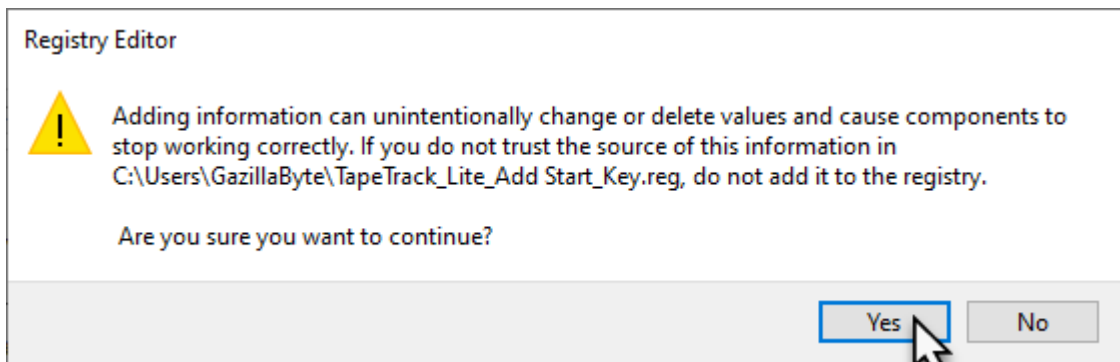 Registry Editor
Adding information can unintentionally change or delete values and cause components to
stop working correctly. If you do not trust the source of this information in
C:\Users\GazillaByte\TapeTrack_Lite_Add Start_Key.reg, do not add it to the registry.
Are you sure you want to continue?
Yes No